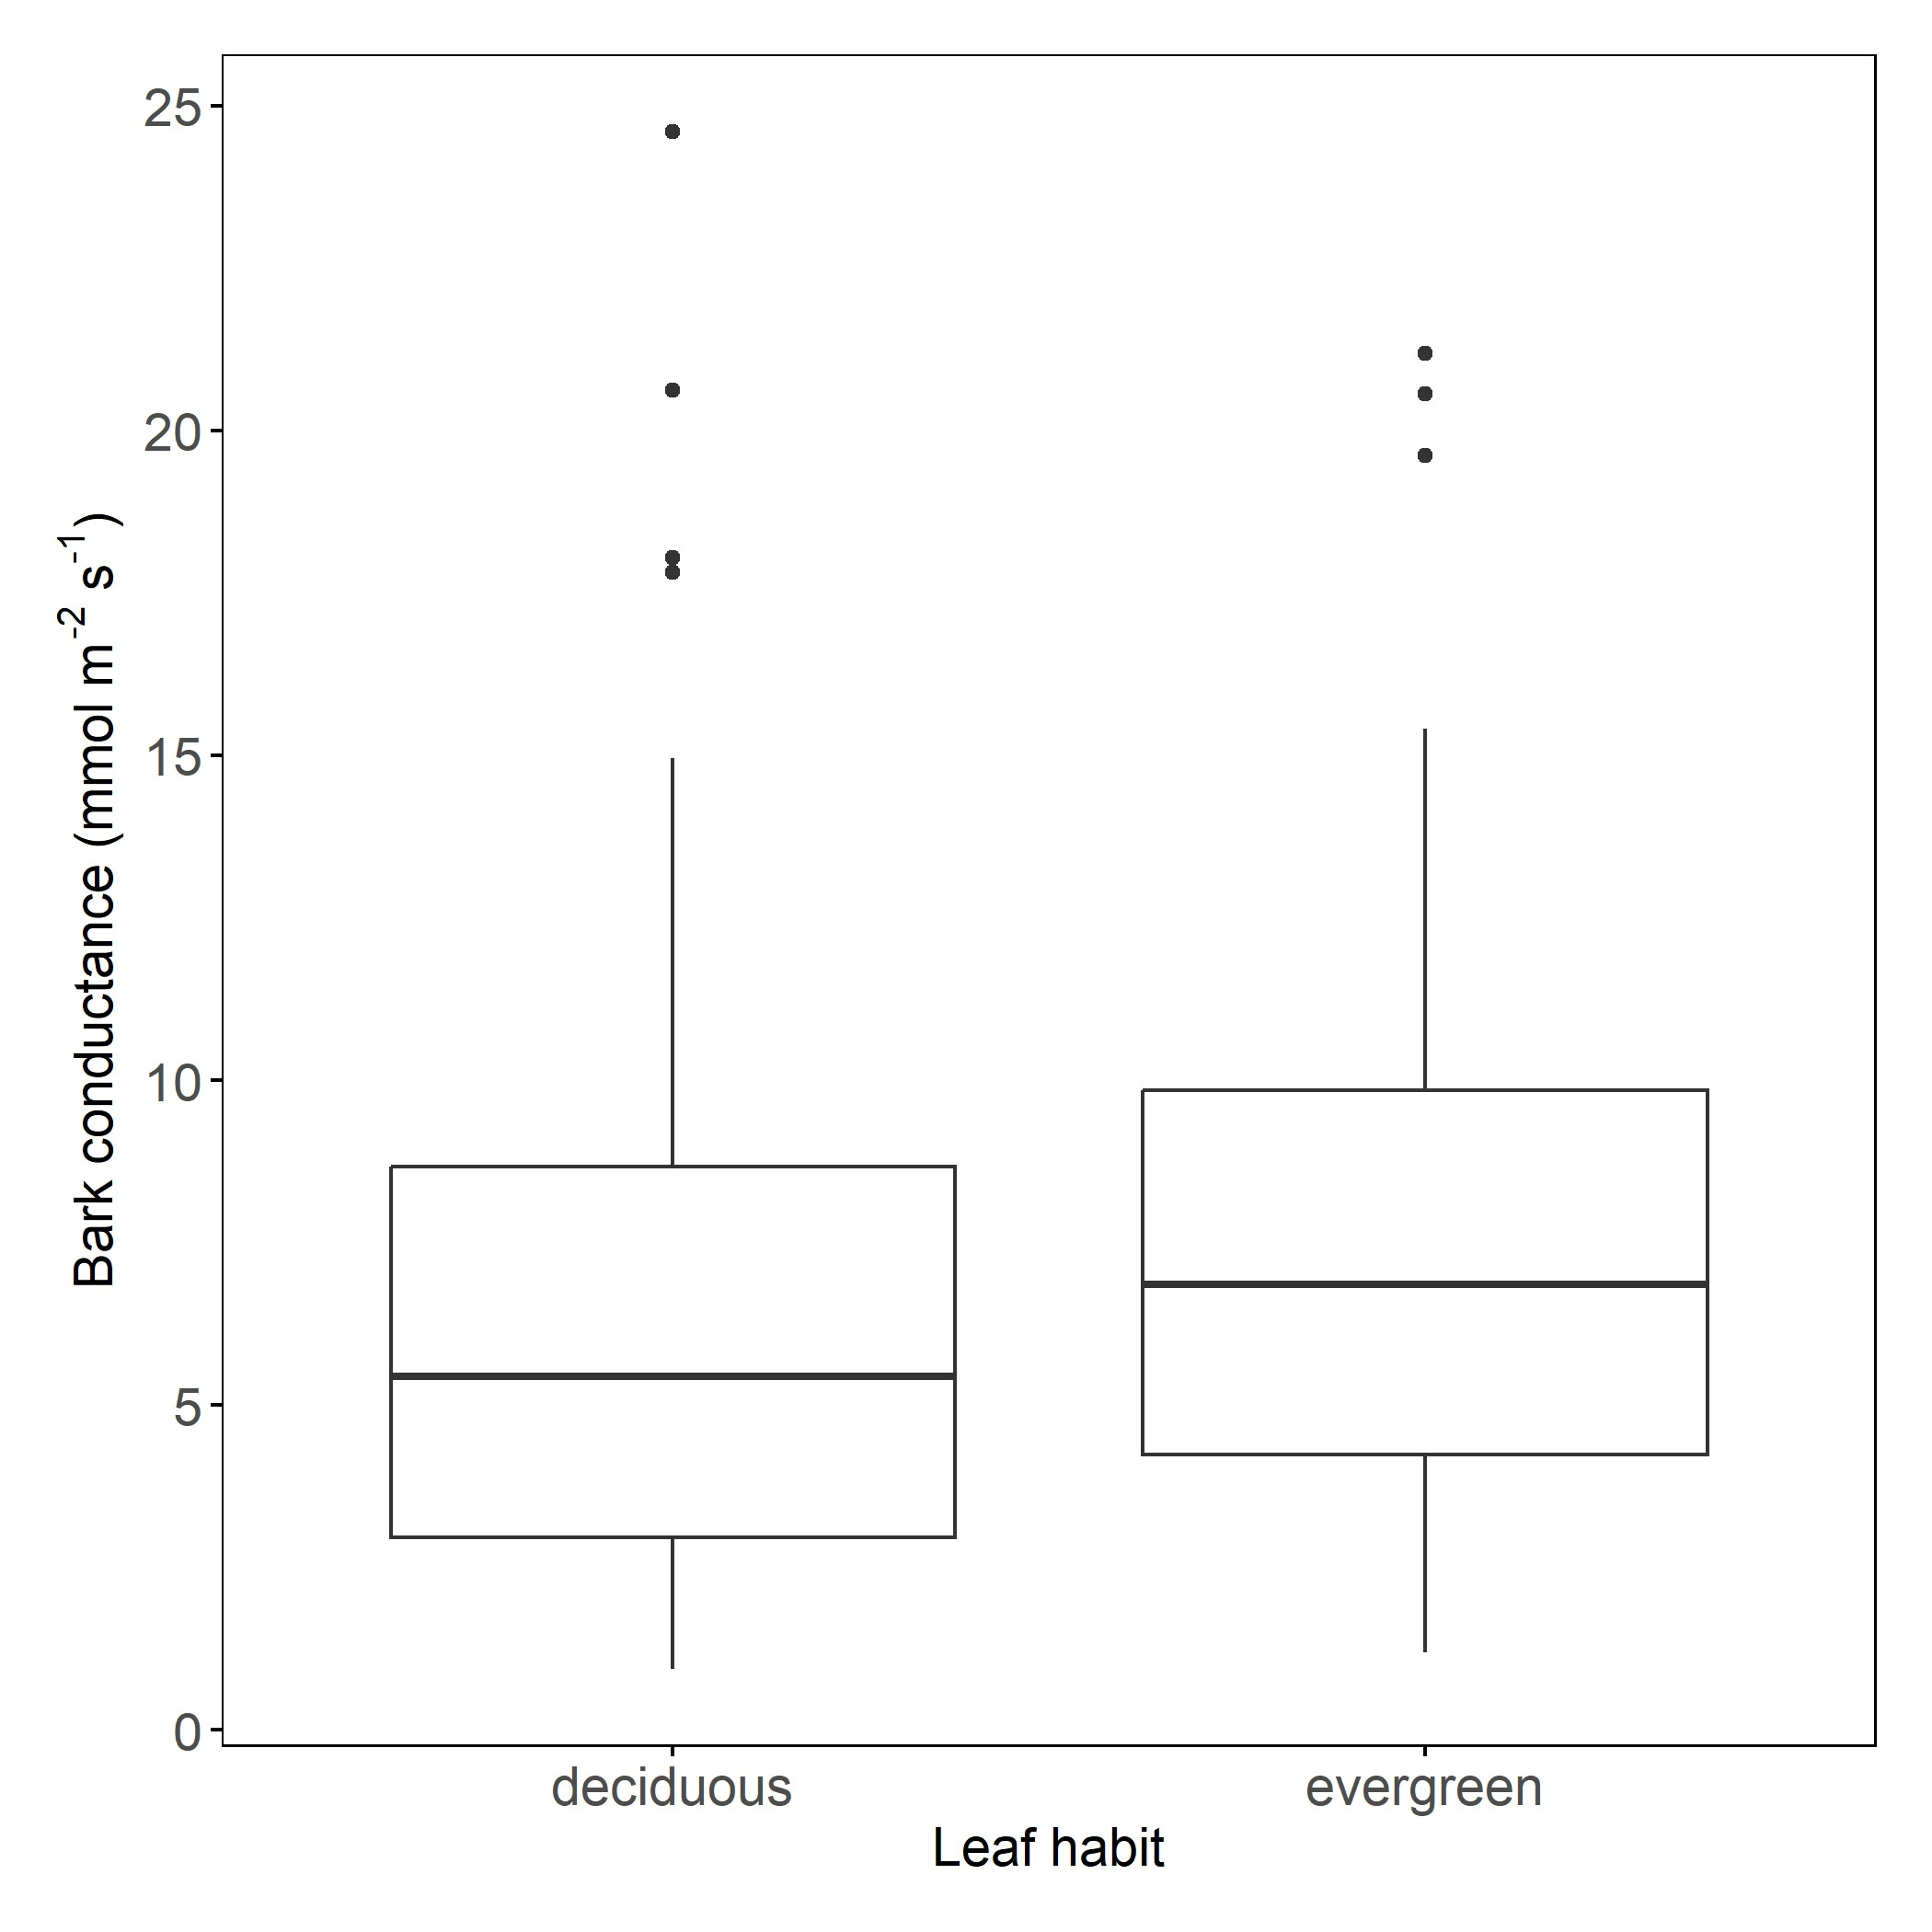 Bark conductance (mmol m⁻² s⁻¹)
25
20
15
10
5
0
deciduous evergreen
Leaf habit